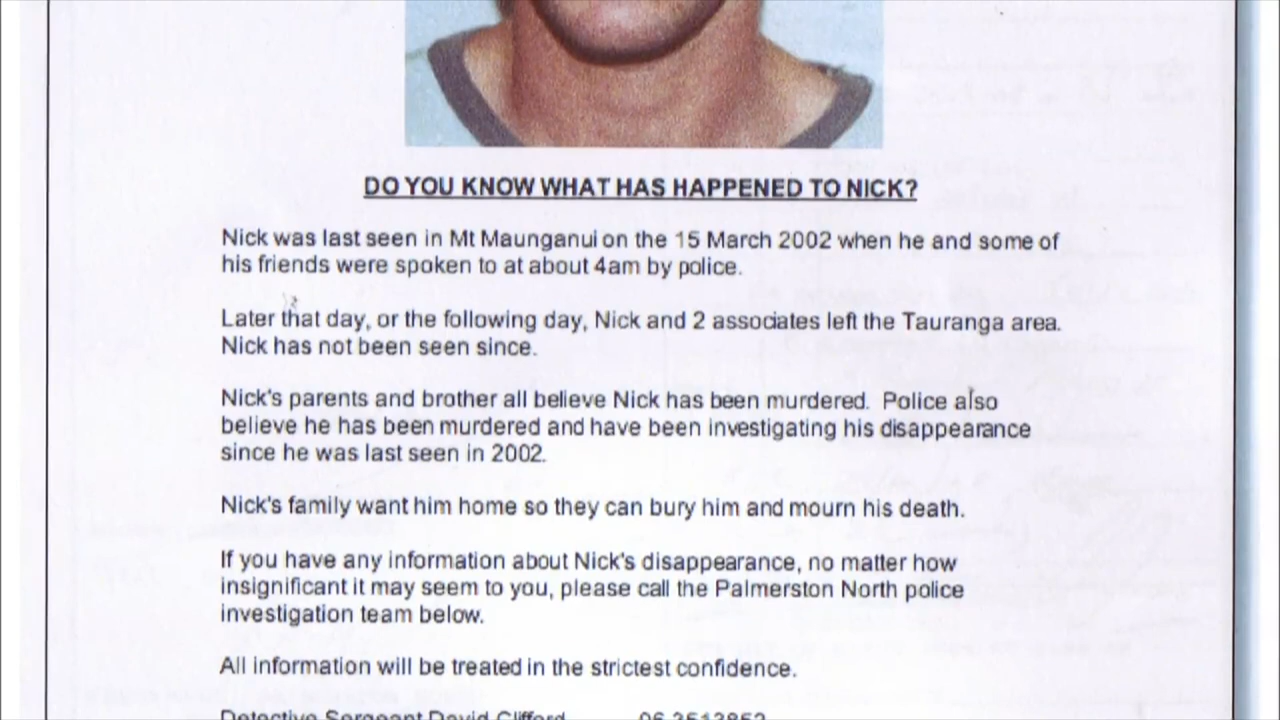 DO YOU KNOW WHAT HAS HAPPENED TO NICK?
Nick was last seen in Mt Maunganui on the 15 March 2002 when he and some of
his friends were spoken to at about 4am by police.
Later that day, or the following day, Nick and 2 associates left the Tauranga area.
Nick has not been seen since.
Nick's parents and brother all believe Nick has been murdered. Police also
believe he has been murdered and have been investigating his disappearance
since he was last seen in 2002.
Nick's family want him home so they can bury him and mourn his death.
If you have any information about Nick's disappearance, no matter how
insignificant it may seem to you, please call the Palmerston North police
investigation team below.
All information will be treated in the strictest confidence.
Detective Sergeant David Clifford 06 3513852